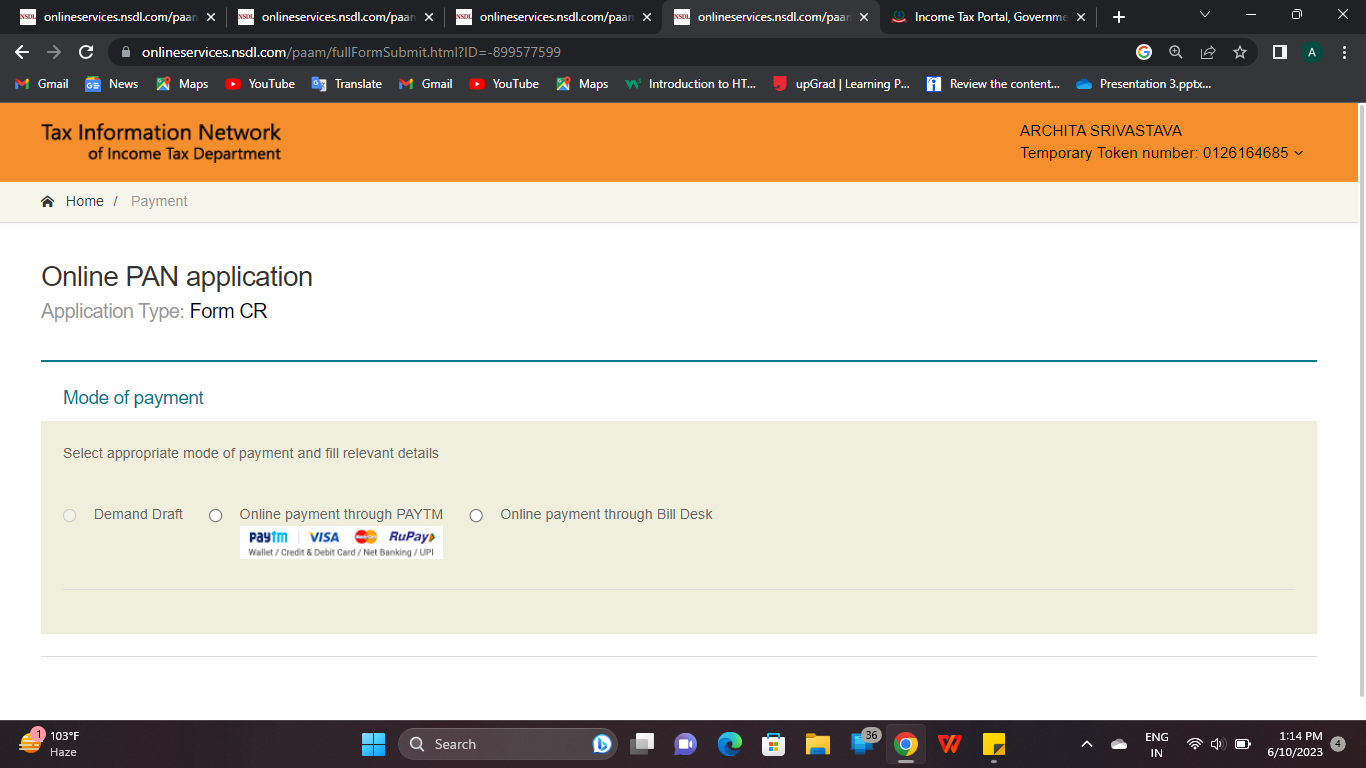 NSDL onlineservices.nsdl.com/paam
NSDL onlineservices.nsdl.com/paam
NSDL onlineservices.nsdl.com/paam
NSDL onlineservices.nsdl.com/paam
Income Tax Portal, Governme
onlineservices.nsdl.com/paam/fullFormSubmit.html?ID=-899577599
A
Gmail
News
Maps
YouTube
Translate
Gmail
YouTube
Maps
Introduction to HT...
upGrad | Learning P...
Review the content...
Presentation 3.pptx...
Tax Information Network
of Income Tax Department
ARCHITA SRIVASTAVA
Temporary Token number: 0126164685
Home / Payment
Online PAN application
Application Type: Form CR
Mode of payment
Select appropriate mode of payment and fill relevant details
Demand Draft
Online payment through PAYTM
Online payment through Bill Desk
paytm VISA MasterCard RuPay
Wallet / Credit & Debit Card / Net Banking / UPI
1
103°F
Haze
Search
36
ENG
IN
1:14 PM
6/10/2023
4